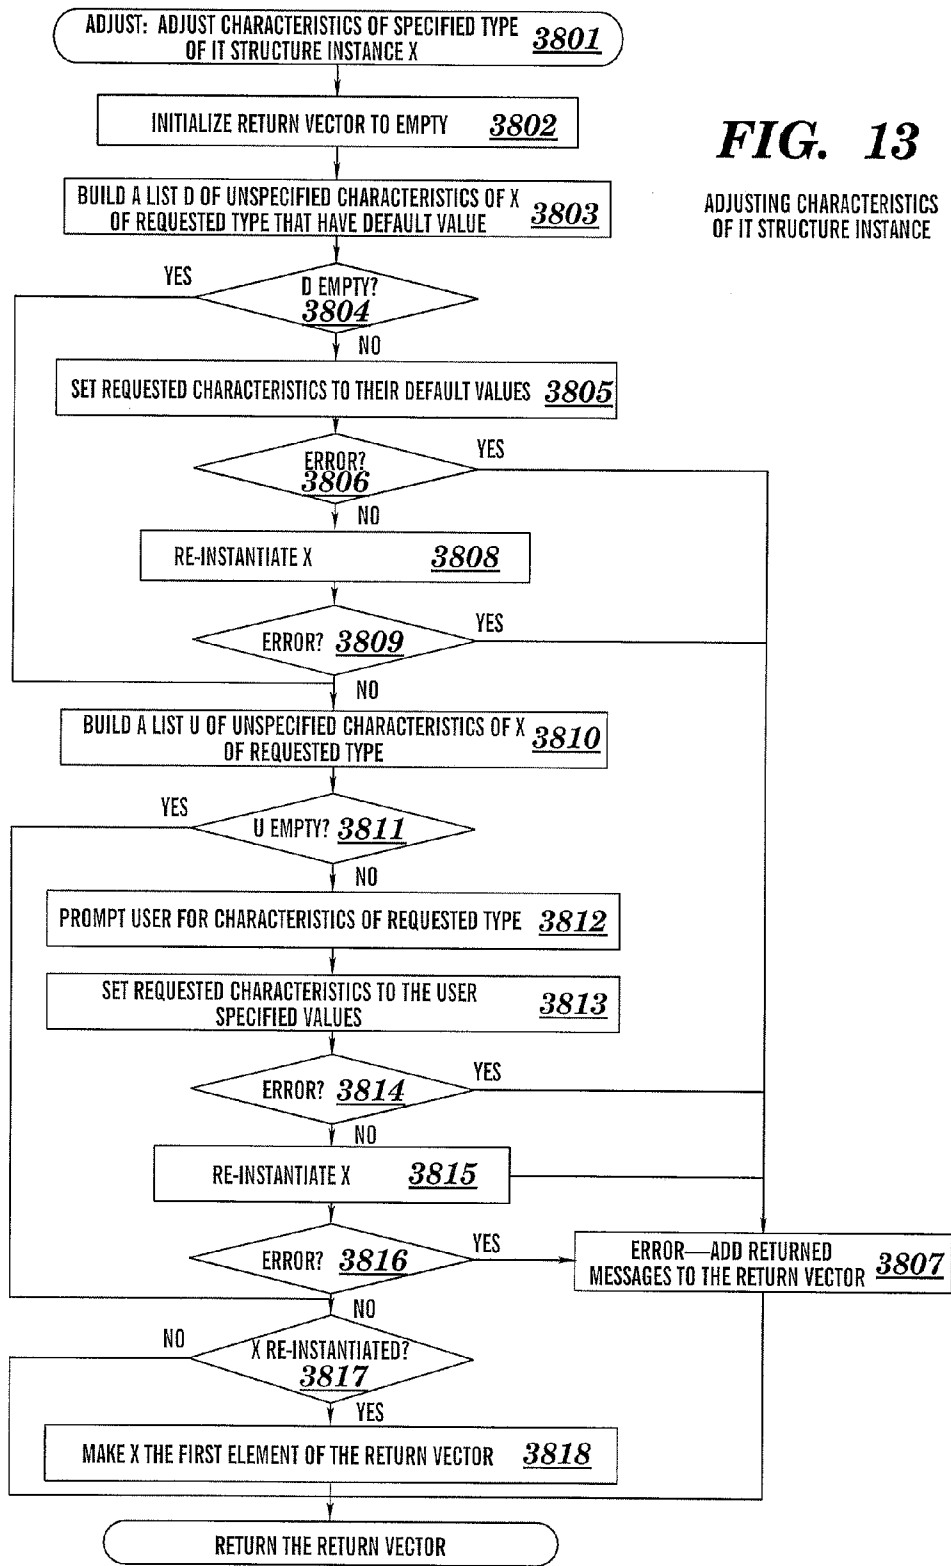 ADJUST: ADJUST CHARACTERISTICS OF SPECIFIED TYPE
OF IT STRUCTURE INSTANCE X
3801
INITIALIZE RETURN VECTOR TO EMPTY 3802
FIG. 13
ADJUSTING CHARACTERISTICS
OF IT STRUCTURE INSTANCE
BUILD A LIST D OF UNSPECIFIED CHARACTERISTICS OF X
OF REQUESTED TYPE THAT HAVE DEFAULT VALUE
3803
YES
D EMPTY?
3804
NO
SET REQUESTED CHARACTERISTICS TO THEIR DEFAULT VALUES 3805
ERROR?
3806
YES
NO
RE-INSTANTIATE X 3808
ERROR? 3809
YES
NO
BUILD A LIST U OF UNSPECIFIED CHARACTERISTICS OF X
OF REQUESTED TYPE
3810
YES
U EMPTY? 3811
NO
PROMPT USER FOR CHARACTERISTICS OF REQUESTED TYPE 3812
SET REQUESTED CHARACTERISTICS TO THE USER
SPECIFIED VALUES
3813
ERROR? 3814
YES
NO
RE-INSTANTIATE X 3815
ERROR? 3816
YES
ERROR—ADD RETURNED
MESSAGES TO THE RETURN VECTOR
3807
NO
NO
X RE-INSTANTIATED?
3817
YES
MAKE X THE FIRST ELEMENT OF THE RETURN VECTOR 3818
RETURN THE RETURN VECTOR